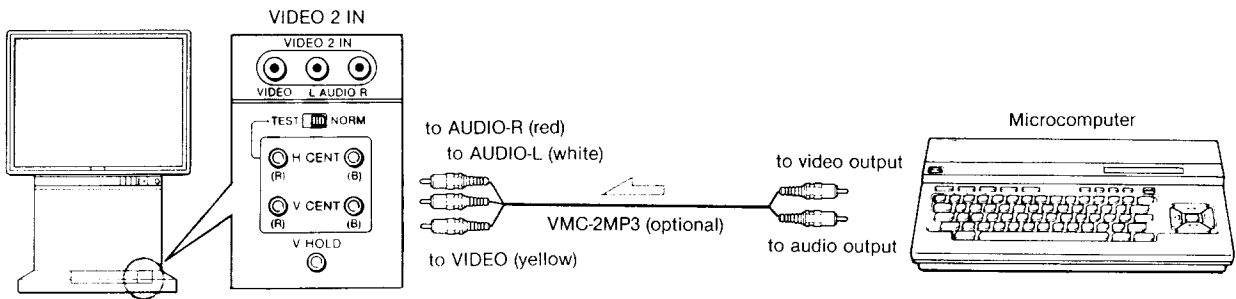 VIDEO 2 IN
VIDEO 2 IN
VIDEO L AUDIO R
TEST NORM
H CENT
(R) (B)
V CENT
(R) (B)
V HOLD
to AUDIO-R (red)
to AUDIO-L (white)
to VIDEO (yellow)
VMC-2MP3 (optional)
to video output
to audio output
Microcomputer